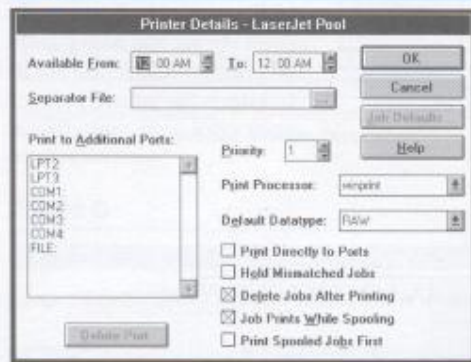 Printer Details - LaserJet Pool
Available From: 12:00 AM To: 12:00 AM
OK
Cancel
Separator File: ...
Job Defaults
Help
Print to Additional Ports:
LPT2:
LPT3:
COM1:
COM2:
COM3:
COM4:
FILE:
Priority: 1
Print Processor: winprint
Default Datatype: RAW
Print Directly to Ports
Hold Mismatched Jobs
Delete Jobs After Printing
Job Prints While Spooling
Print Spooled Jobs First
Delete Port